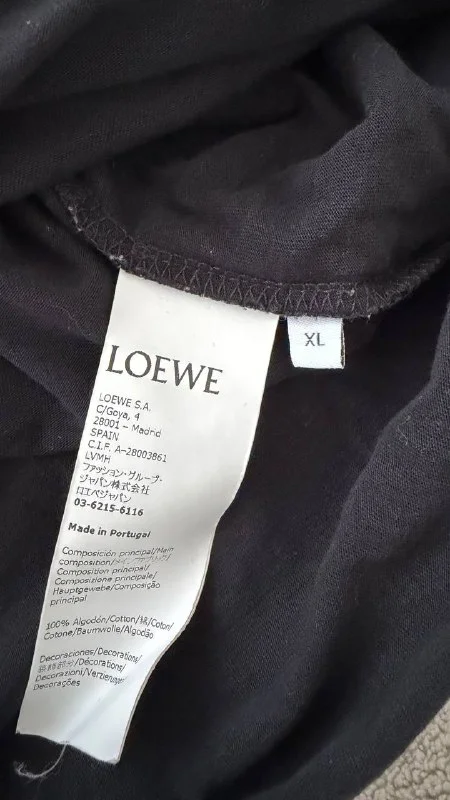 LOEWE
XL
LOEWE S.A.
C/Goya, 4
28001 - Madrid
SPAIN
C.I.F. A-28003861
LVMH
ファッション・グループ・
ジャパン株式会社
ロエベジャパン
03-6215-6116
Made in Portugal
Composición principal/Main
composition/
Composition principal/
Composizione principale/
Hauptgewebe/Composição
principal
100% Algodón/Cotton/綿/Coton/
Cotone/Baumwolle/Algodão
Decoraciones/Decorations/
/Décorations/
Decorazioni/Verzierungen/
Decorações